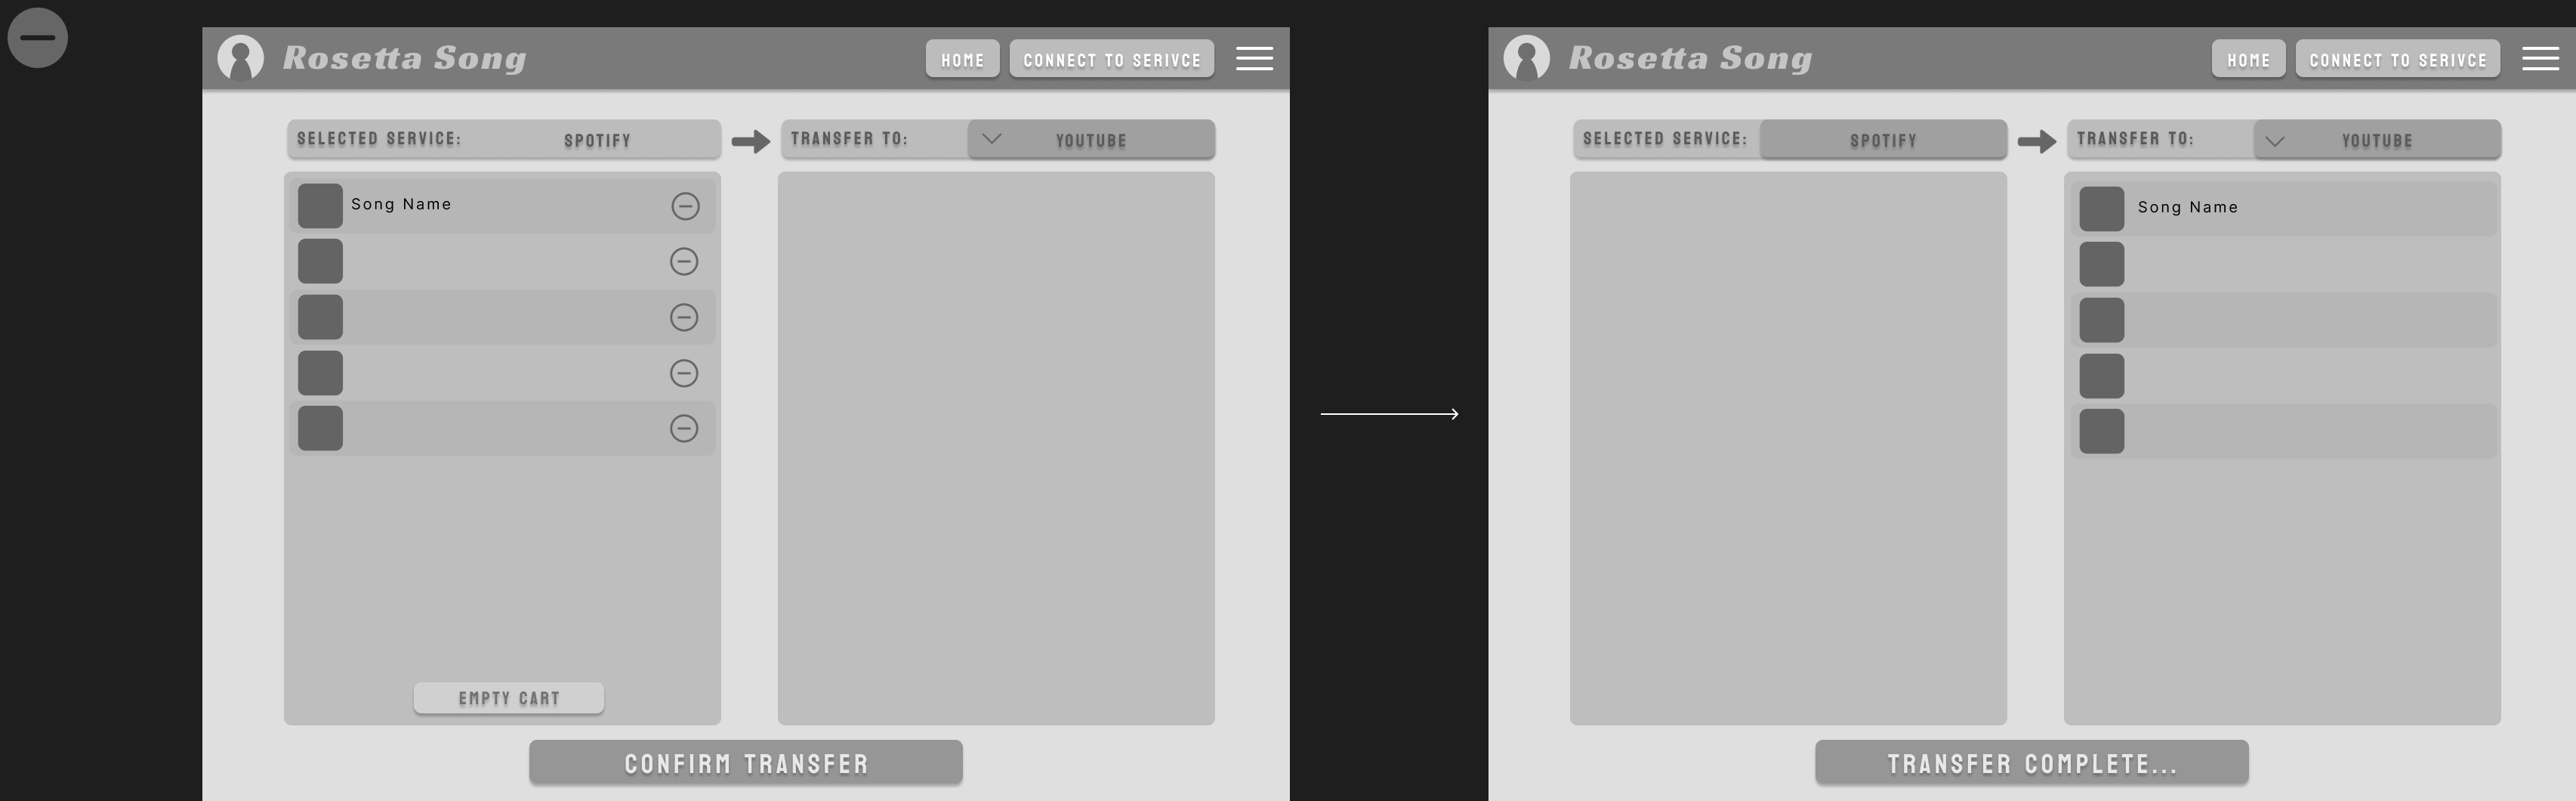 Rosetta Song
HOME
CONNECT TO SERIVCE
SELECTED SERVICE:
SPOTIFY
TRANSFER TO:
YOUTUBE
Song Name
EMPTY CART
CONFIRM TRANSFER
Rosetta Song
HOME
CONNECT TO SERIVCE
SELECTED SERVICE:
SPOTIFY
TRANSFER TO:
YOUTUBE
Song Name
TRANSFER COMPLETE...